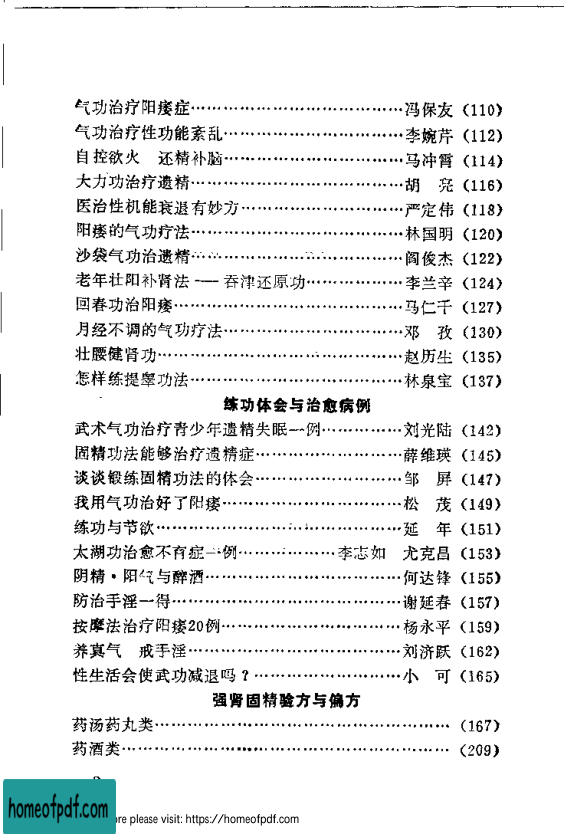 气功治疗阳痿症……………………………………冯保友 (110)
气功治疗性功能紊乱………………………………李婉芹 (112)
自控欲火　还精补脑………………………………马冲霄 (114)
大力功治疗遗精……………………………………胡　亮 (116)
医治性机能衰退有妙方……………………………严定伟 (118)
阳痿的气功疗法……………………………………林国明 (120)
沙袋气功治遗精……………………………………阎俊杰 (122)
老年壮阳补肾法——吞津还原功…………………李兰辛 (124)
回春功治阳痿………………………………………马仁千 (127)
月经不调的气功疗法………………………………邓　孜 (130)
壮腰健肾功…………………………………………赵历生 (135)
怎样练提睾功法……………………………………林泉宝 (137)
练功体会与治愈病例
武术气功治疗青少年遗精失眠一例………………刘光陆 (142)
固精功法能够治疗遗精症…………………………薛维瑛 (145)
谈谈锻练固精功法的体会…………………………邹　屏 (147)
我用气功治好了阳痿………………………………松　茂 (149)
练功与节欲…………………………………………延　年 (151)
太湖功治愈不育症一例………………李志如　尤克昌 (153)
阴精·阳气与醉酒…………………………………何达锋 (155)
防治手淫一得………………………………………谢延春 (157)
按摩法治疗阳痿20例………………………………杨永平 (159)
养真气　戒手淫……………………………………刘济跃 (162)
性生活会使武功减退吗？…………………………小　可 (165)
强肾固精验方与偏方
药汤药丸类………………………………………………… (167)
药酒类……………………………………………………… (209)
homeofpdf.com
re please visit: https://homeofpdf.com